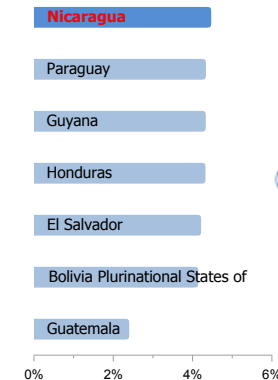 Nicaragua
Paraguay
Guyana
Honduras
El Salvador
Bolivia Plurinational States of
Guatemala
0% 2% 4% 6%